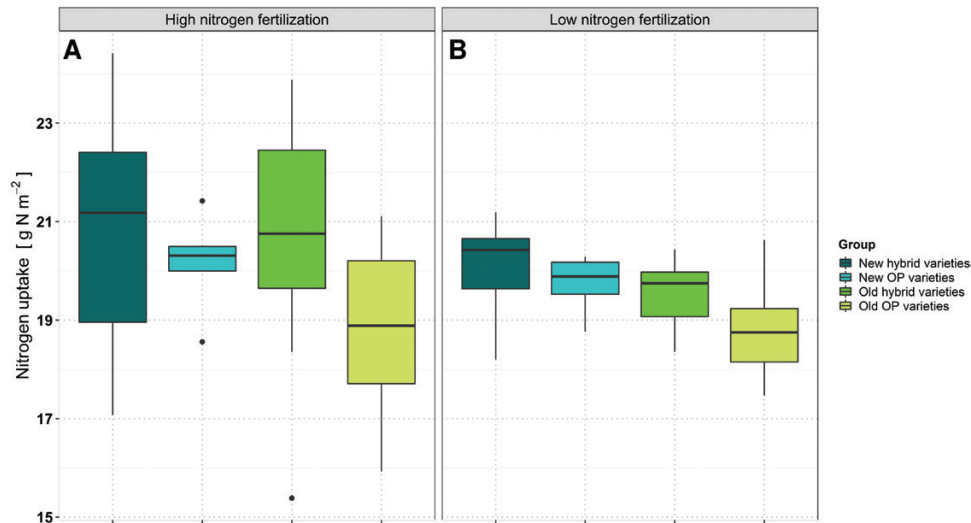 High nitrogen fertilization
Low nitrogen fertilization
A
B
Nitrogen uptake [ g N m⁻² ]
23
21
19
17
15
Group
New hybrid varieties
New OP varieties
Old hybrid varieties
Old OP varieties